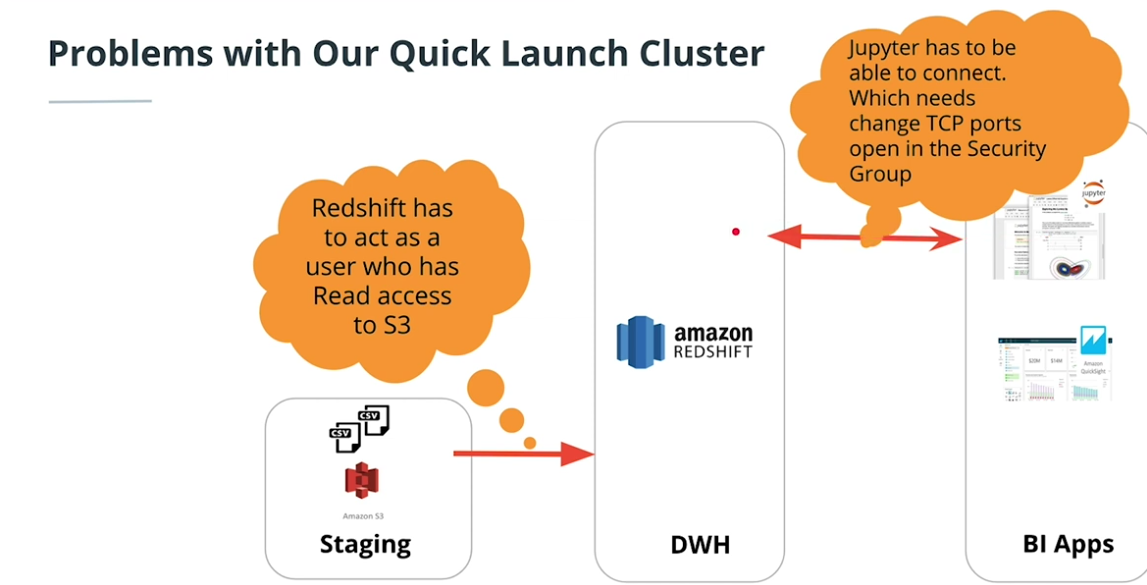 Problems with Our Quick Launch Cluster
Jupyter has to be
able to connect.
Which needs
change TCP ports
open in the Security
Group
Redshift has
to act as a
user who has
Read access
to S3
jupyter
amazon
REDSHIFT
Amazon
QuickSight
$20M
$14M
CSV
CSV
Amazon S3
Staging
DWH
BI Apps